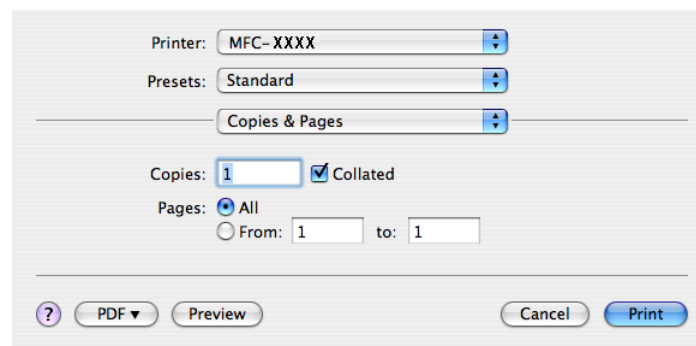 Printer: MFC-XXXX
Presets: Standard
Copies & Pages
Copies: 1 Collated
Pages: All
From: 1 to: 1
? PDF▼ Preview Cancel Print